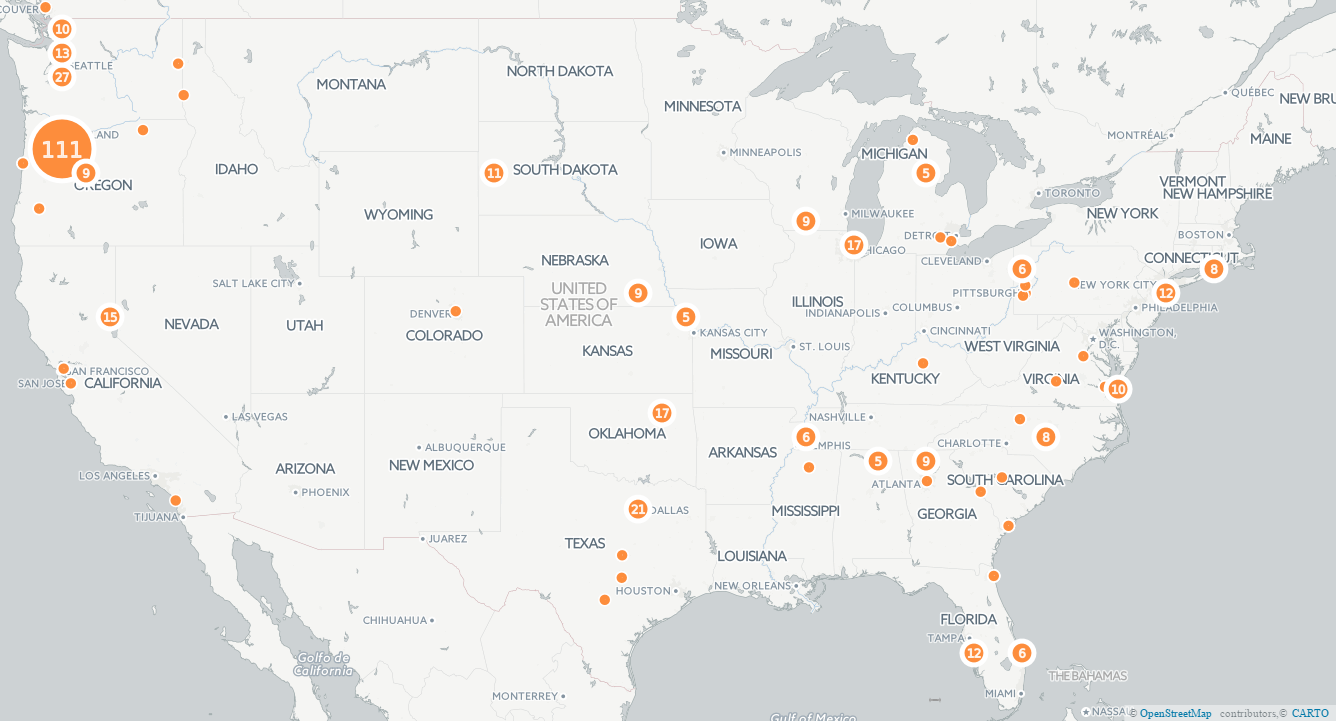 COUVER
10
13
SEATTLE
27
MONTANA
NORTH DAKOTA
MINNESOTA
QUÉBEC
NEW BRU
MONTRÉAL
MAINE
111
LAND
9
OREGON
IDAHO
11
SOUTH DAKOTA
MINNEAPOLIS
MICHIGAN
5
TORONTO
VERMONT
NEW HAMPSHIRE
WYOMING
9
MILWAUKEE
NEW YORK
BOSTON
DETROIT
IOWA
17
CHICAGO
CLEVELAND
CONNECTICUT
NEBRASKA
6
8
SALT LAKE CITY
UNITED
STATES OF
AMERICA
9
PITTSBURGH
NEW YORK CITY
12
ILLINOIS
INDIANAPOLIS
COLUMBUS
PHILADELPHIA
15
NEVADA
UTAH
DENVER
COLORADO
5
KANSAS CITY
CINCINNATI
WASHINGTON,
D.C.
KANSAS
MISSOURI
ST. LOUIS
WEST VIRGINIA
SAN FRANCISCO
SAN JOSE
CALIFORNIA
KENTUCKY
VIRGINIA
10
LAS VEGAS
17
NASHVILLE
OKLAHOMA
6
MEMPHIS
8
CHARLOTTE
ALBUQUERQUE
ARKANSAS
NEW MEXICO
ARIZONA
5
9
LOS ANGELES
PHOENIX
ATLANTA
SOUTH CAROLINA
TIJUANA
21
DALLAS
MISSISSIPPI
GEORGIA
JUAREZ
TEXAS
LOUISIANA
HOUSTON
NEW ORLEANS
CHIHUAHUA
FLORIDA
TAMPA
12
6
Golfo de
California
THE BAHAMAS
MONTERREY
MIAMI
Gulf of Mexico
NASSAU
© OpenStreetMap contributors,© CARTO